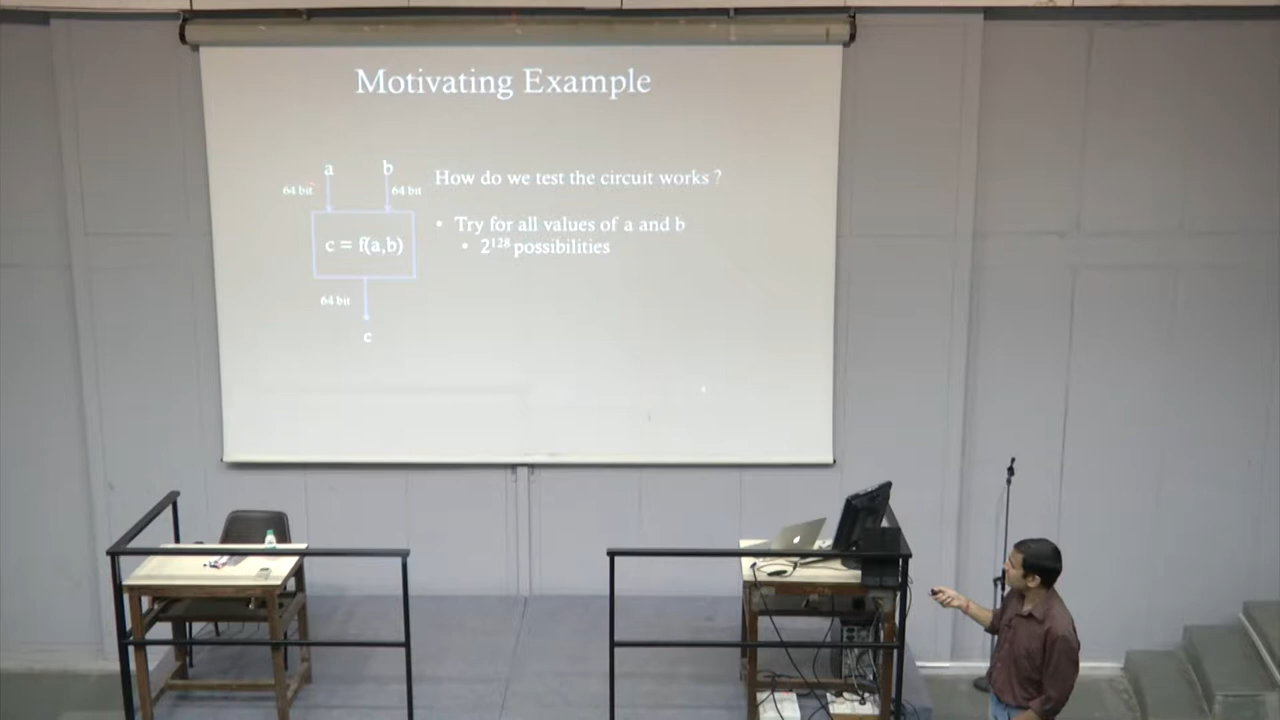 Motivating Example
a b
64 bit 64 bit
How do we test the circuit works ?
• Try for all values of a and b
c = f(a,b)
• 2¹²⁸ possibilities
64 bit
c